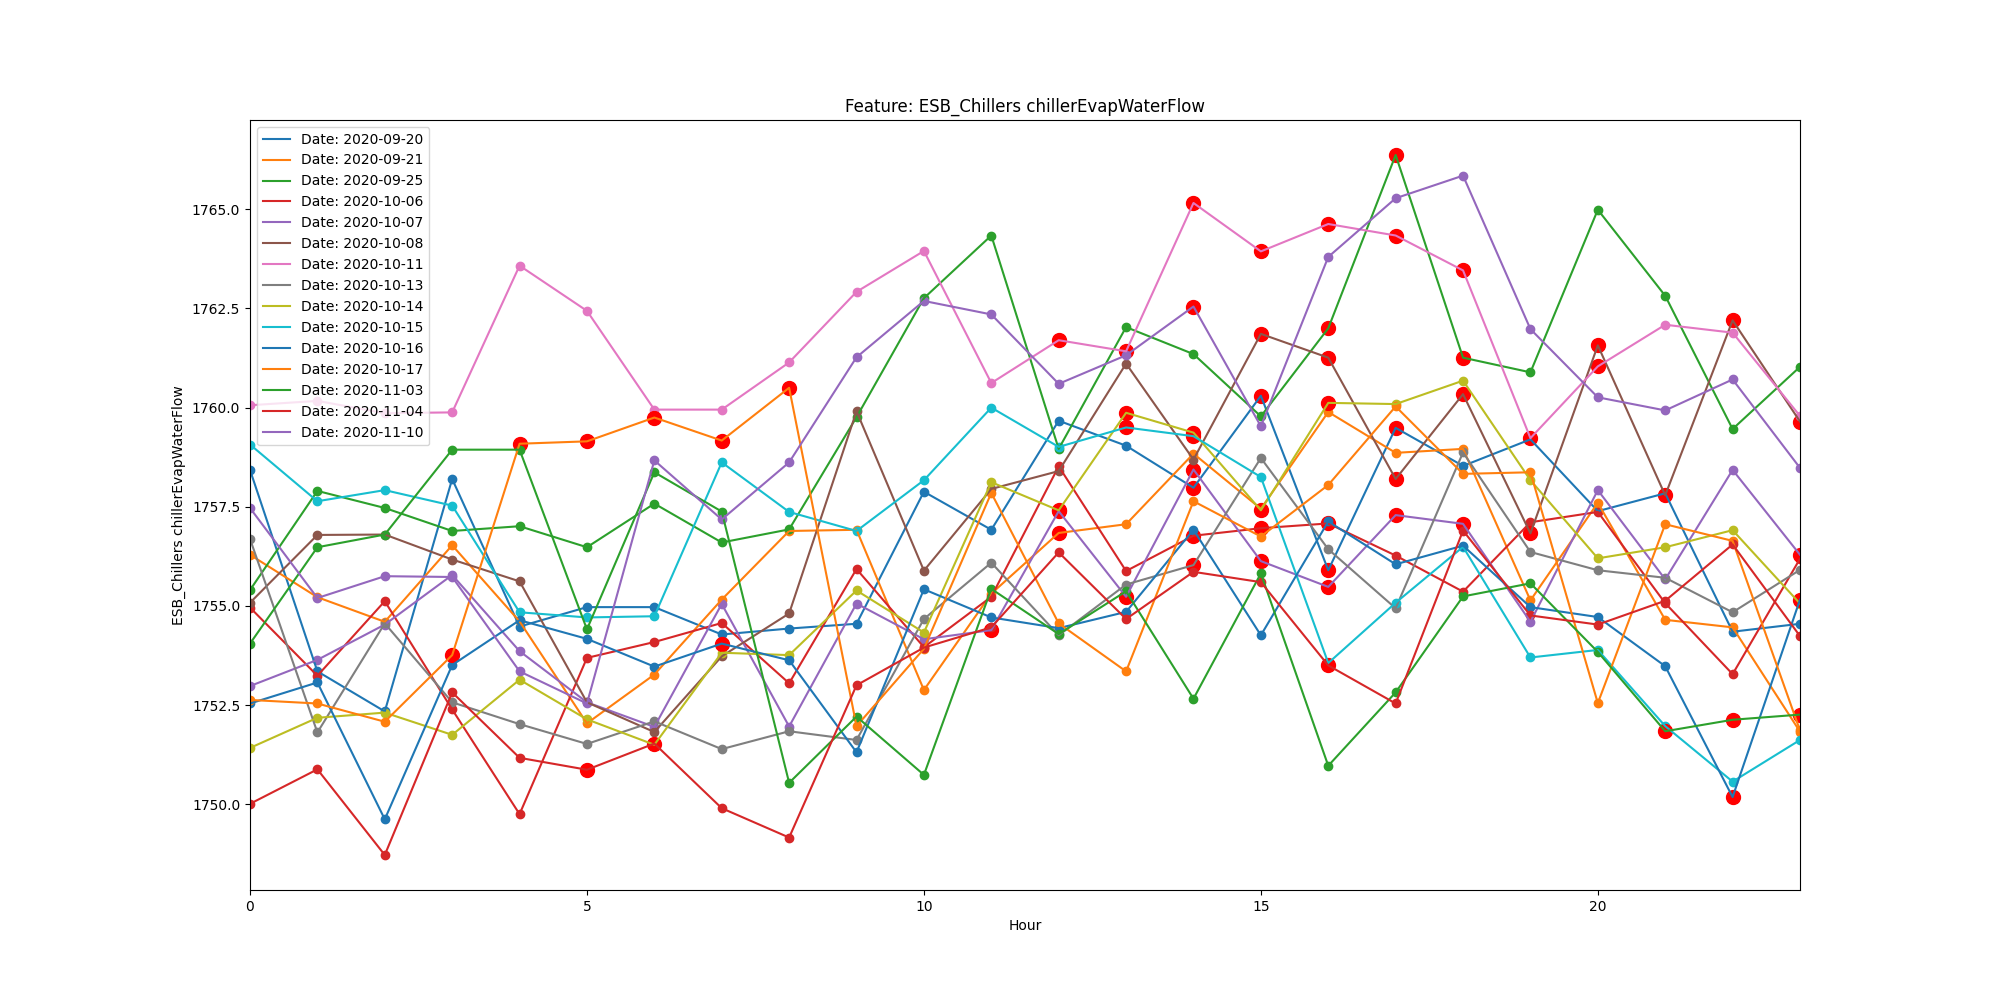 Feature: ESB_Chillers chillerEvapWaterFlow
Date: 2020-09-20
Date: 2020-09-21
Date: 2020-09-25
Date: 2020-10-06
Date: 2020-10-07
Date: 2020-10-08
Date: 2020-10-11
Date: 2020-10-13
Date: 2020-10-14
Date: 2020-10-15
Date: 2020-10-16
Date: 2020-10-17
Date: 2020-11-03
Date: 2020-11-04
Date: 2020-11-10
ESB_Chillers chillerEvapWaterFlow
1765.0
1762.5
1760.0
1757.5
1755.0
1752.5
1750.0
0 5 10 15 20
Hour